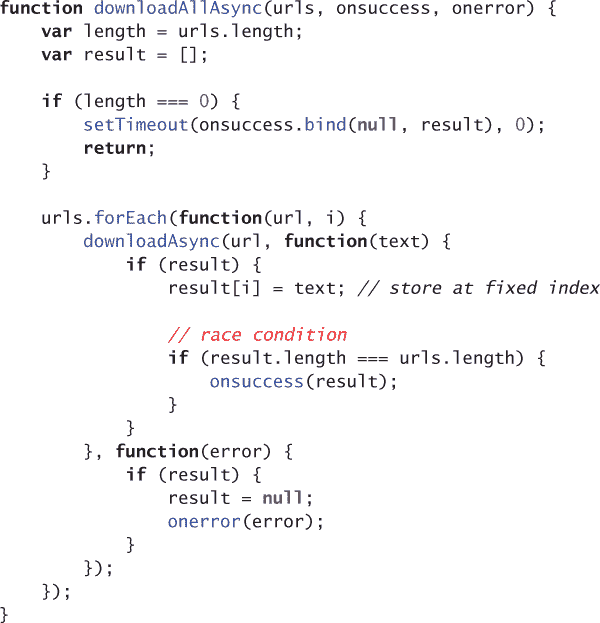 function downloadAllAsync(urls, onsuccess, onerror) {
    var length = urls.length;
    var result = [];

    if (length === 0) {
        setTimeout(onsuccess.bind(null, result), 0);
        return;
    }

    urls.forEach(function(url, i) {
        downloadAsync(url, function(text) {
            if (result) {
                result[i] = text; // store at fixed index

                // race condition
                if (result.length === urls.length) {
                    onsuccess(result);
                }
            }
        }, function(error) {
            if (result) {
                result = null;
                onerror(error);
            }
        });
    });
}